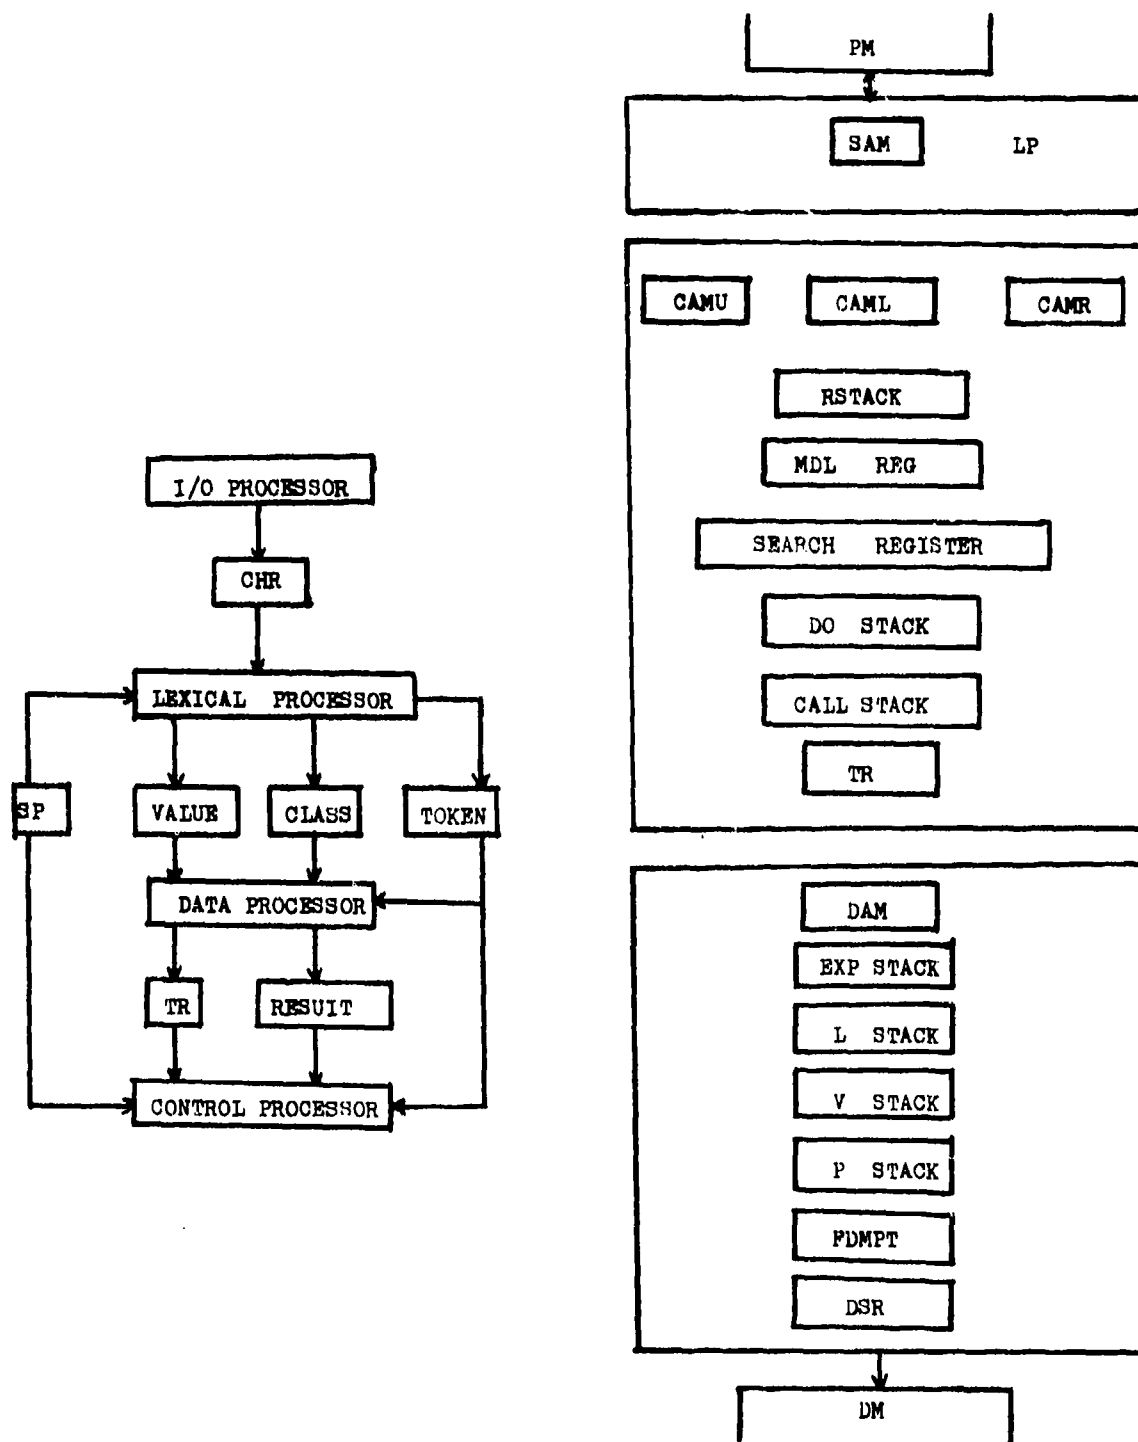 I/O PROCESSOR
CHR
LEXICAL PROCESSOR
SP
VALUE
CLASS
TOKEN
DATA PROCESSOR
TR
RESUIT
CONTROL PROCESSOR
PM
SAM
LP
CAMU
CAML
CAMR
RSTACK
MDL REG
SEARCH REGISTER
DO STACK
CALL STACK
TR
DAM
EXP STACK
L STACK
V STACK
P STACK
FDMPT
DSR
DM